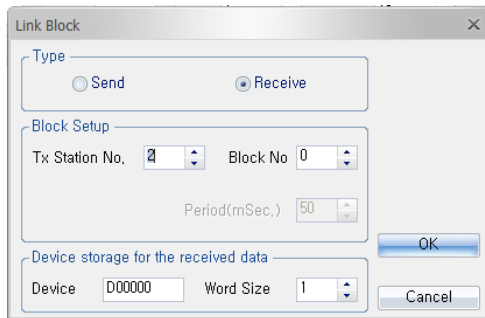 Link Block
Type
Send Receive
Block Setup
Tx Station No, 2 Block No 0
Period(mSec,) 50
Device storage for the received data
Device D00000 Word Size 1
OK
Cancel